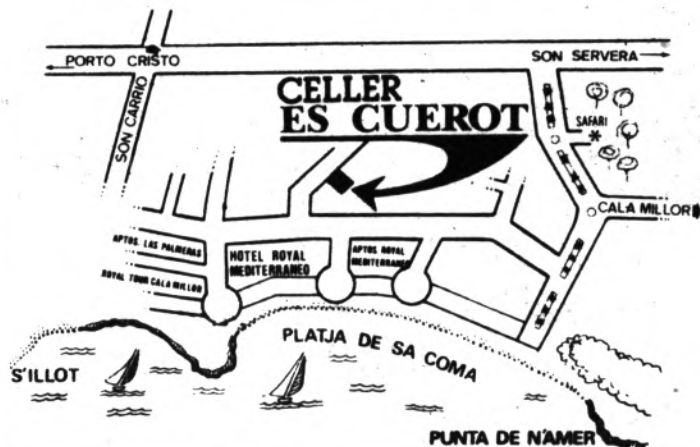 PORTO CRISTO
SON SERVERA
SON CARRIO
CELLER
ES CUEROT
SAFARI
CALA MILLOR
APTOS. LAS PALMERAS
HOTEL ROYAL
MEDITERRANEO
APTOS ROYAL
MEDITERRANEO
ROYAL TOUR CALA MILLOR
PLATJA DE SA COMA
S'ILLOT
PUNTA DE N'AMER